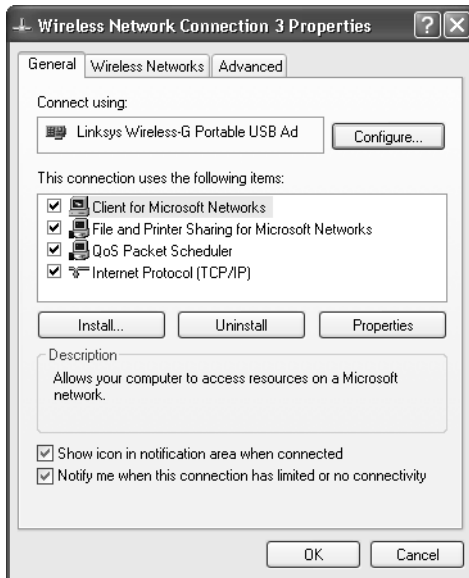 Wireless Network Connection 3 Properties
General Wireless Networks Advanced
Connect using:
Linksys Wireless-G Portable USB Ad
Configure...
This connection uses the following items:
Client for Microsoft Networks
File and Printer Sharing for Microsoft Networks
QoS Packet Scheduler
Internet Protocol (TCP/IP)
Install... Uninstall Properties
Description
Allows your computer to access resources on a Microsoft
network.
Show icon in notification area when connected
Notify me when this connection has limited or no connectivity
OK Cancel